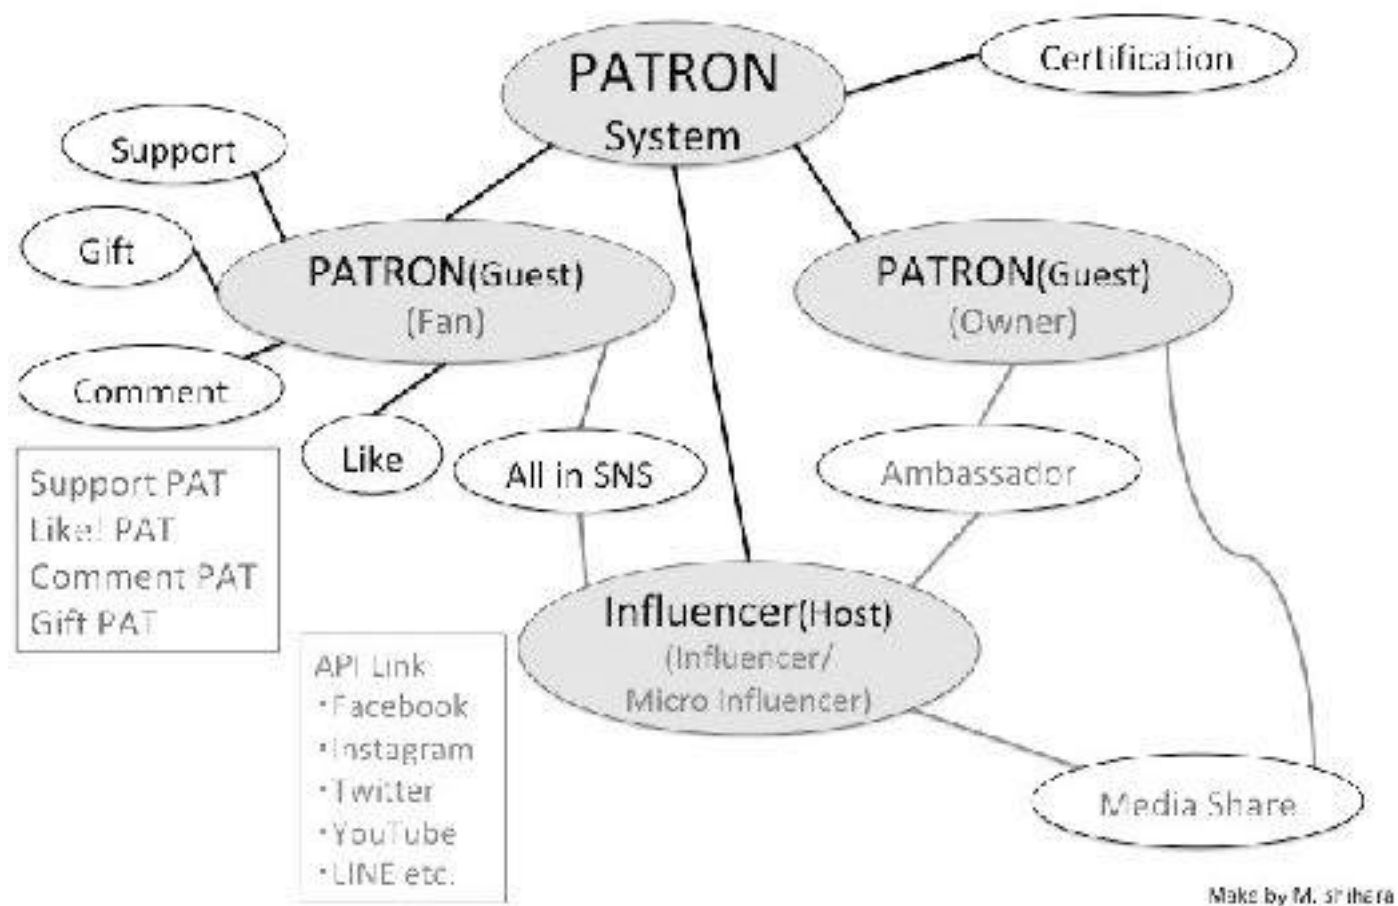 PATRON
System
Certification
Support
Gift
PATRON(Guest)
(Fan)
PATRON(Guest)
(Owner)
Comment
Like
All in SNS
Ambassador
Support PAT
Like! PAT
Comment PAT
Gift PAT
Influencer(Host)
(Influencer/
Micro Influencer)
API Link
・Facebook
・Instagram
・Twitter
・YouTube
・LINE etc.
Media Share
Make by M.